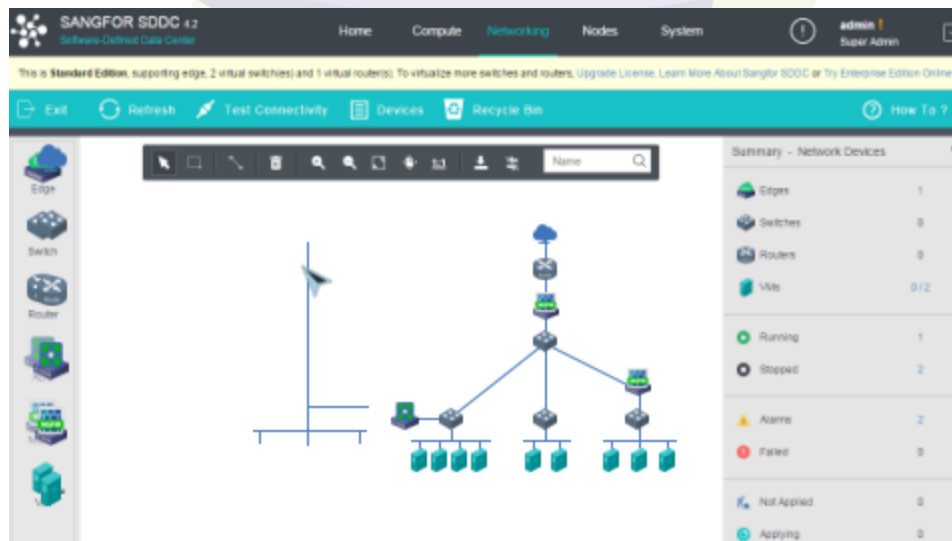 SANGFOR SDDC 4.2
Software-Defined Data Center
Home
Compute
Networking
Nodes
System
admin !
Super Admin
This is Standard Edition, supporting edge, 2 virtual switch(es) and 1 virtual router(s). To virtualize more switches and routers, Upgrade License, Learn More About Sangfor SDDC or Try Enterprise Edition Online
Exit
Refresh
Test Connectivity
Devices
Recycle Bin
How To ?
Name
Edge
Switch
Router
Summary - Network Devices
Edges 1
Switches 0
Routers 0
VMs 0/2
Running 1
Stopped 2
Alarms 2
Failed 0
Not Applied 0
Applying 0